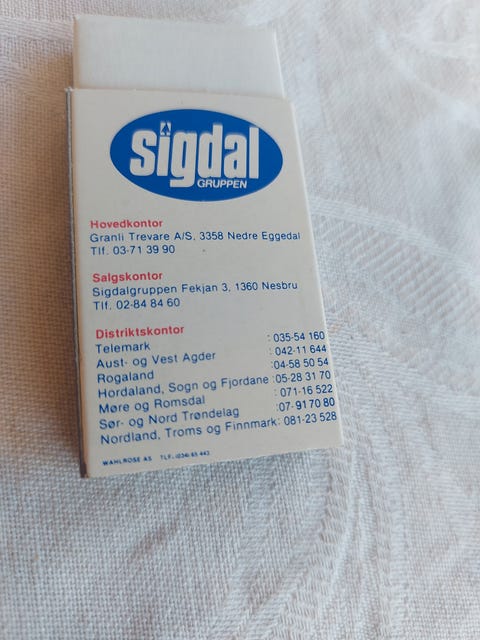 sigdal
GRUPPEN
Hovedkontor
Granli Trevare A/S, 3358 Nedre Eggedal
Tlf. 03-71 39 90
Salgskontor
Sigdalgruppen Fekjan 3, 1360 Nesbru
Tlf. 02-84 84 60
Distriktskontor
Telemark : 035-54 160
Aust- og Vest Agder : 042-11 644
Rogaland :04-58 50 54
Hordaland, Sogn og Fjordane :05-28 31 70
Møre og Romsdal : 071-16 522
Sør- og Nord Trøndelag :07-91 70 80
Nordland, Troms og Finnmark: 081-23 528
WAHLROSE AS TLF.